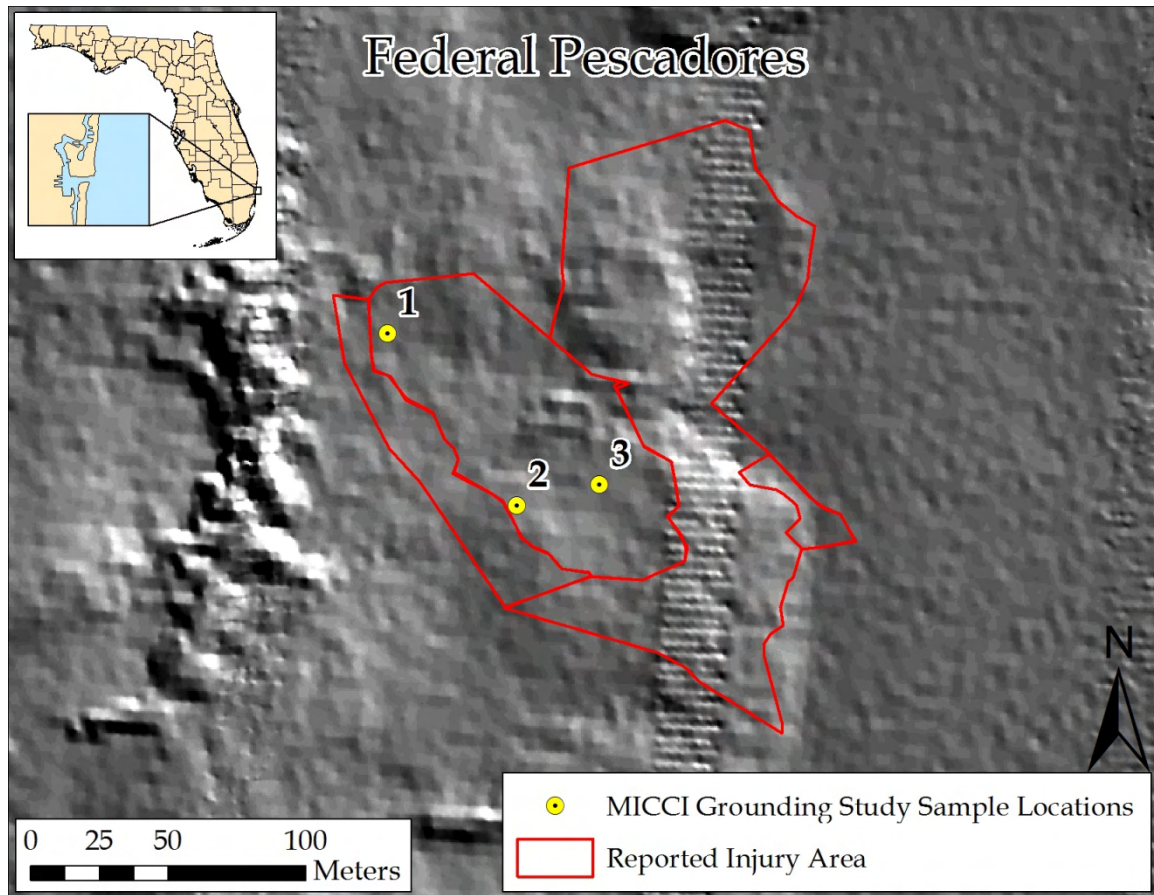 Federal Pescadores
1
2
3
N
0 25 50 100
Meters
MICCI Grounding Study Sample Locations
Reported Injury Area